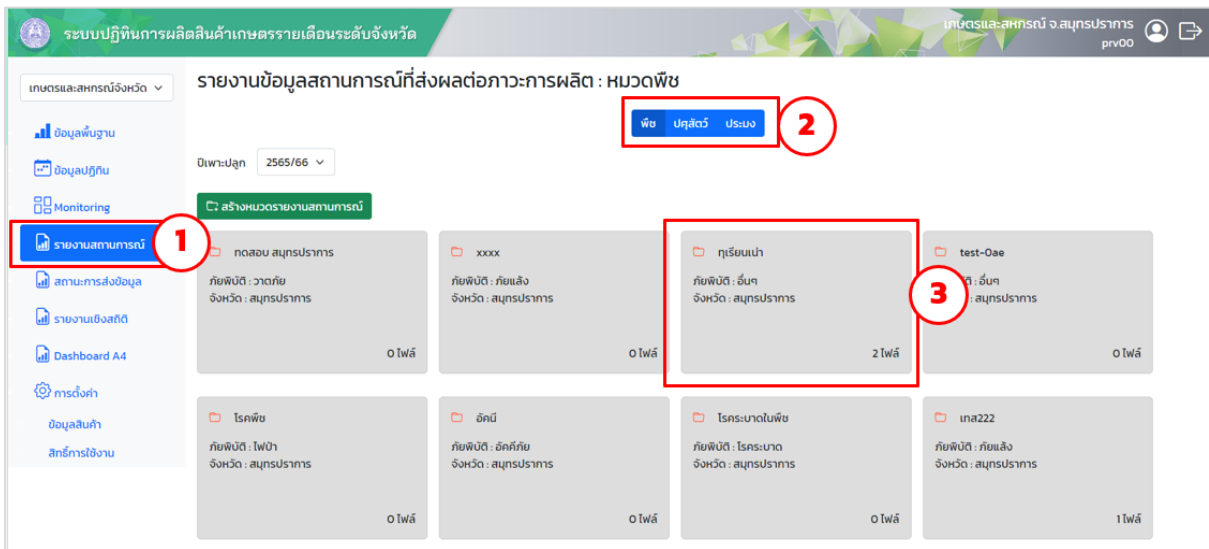 ระบบปฏิทินการผลิตสินค้าเกษตรรายเดือนระดับจังหวัด
เกษตรและสหกรณ์ จ.สมุทรปราการ
prv00
เกษตรและสหกรณ์จังหวัด
ข้อมูลพื้นฐาน
ข้อมูลปฏิทิน
Monitoring
รายงานสถานการณ์
1
สถานะการส่งข้อมูล
รายงานเชิงสถิติ
Dashboard A4
การตั้งค่า
ข้อมูลสินค้า
สิทธิ์การใช้งาน
รายงานข้อมูลสถานการณ์ที่ส่งผลต่อภาวะการผลิต : หมวดพืช
พืช ปศุสัตว์ ประมง
2
ปีเพาะปลูก 2565/66
สร้างหมวดรายงานสถานการณ์
ทดสอบ สมุทรปราการ
ภัยพิบัติ : วาตภัย
จังหวัด : สมุทรปราการ
0 ไฟล์
xxxx
ภัยพิบัติ : ภัยแล้ง
จังหวัด : สมุทรปราการ
0 ไฟล์
ทุเรียนเน่า
ภัยพิบัติ : อื่นๆ
จังหวัด : สมุทรปราการ
2 ไฟล์
3
test-Oae
: อื่นๆ
: สมุทรปราการ
0 ไฟล์
โรคพืช
ภัยพิบัติ : ไฟป่า
จังหวัด : สมุทรปราการ
0 ไฟล์
อัคนี
ภัยพิบัติ : อัคคีภัย
จังหวัด : สมุทรปราการ
0 ไฟล์
โรคระบาดในพืช
ภัยพิบัติ : โรคระบาด
จังหวัด : สมุทรปราการ
0 ไฟล์
เทส222
ภัยพิบัติ : ภัยแล้ง
จังหวัด : สมุทรปราการ
1 ไฟล์